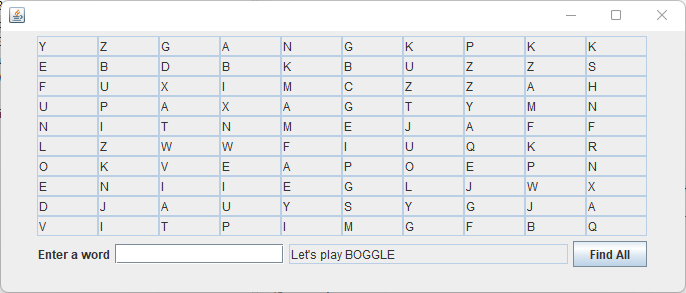 Y Z G A N G K P K K
E B D B K B U Z Z S
F U X I M C Z Z A H
U P A X A G T Y M N
N I T N M E J A F F
L Z W W F I U Q K R
O K V E A P O E P N
E N I I E G L J W X
D J A U Y S Y G J A
V I T P I M G F B Q
Enter a word Let's play BOGGLE Find All